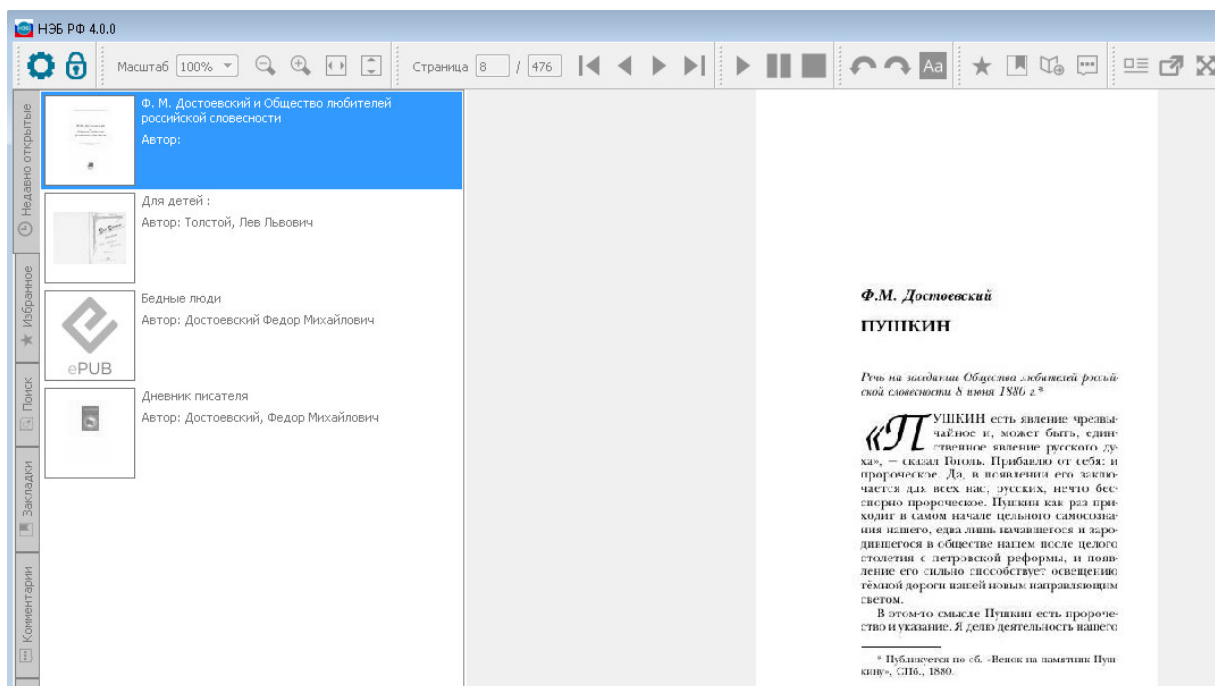 НЭБ РФ 4.0.0
Масштаб 100% Страница 8 / 476 Aa
Недавно открытые
Избранное
Поиск
Закладки
Комментарии
Ф. М. Достоевский и Общество любителей
российской словесности
Автор:
Для детей :
Автор: Толстой, Лев Львович
Бедные люди
Автор: Достоевский Федор Михайлович
ePUB
Дневник писателя
Автор: Достоевский, Федор Михайлович
Ф.М. Достоевский
ПУШКИН
Речь на заседании Общества любителей россий-
ской словесности 8 июня 1880 г.*
«ПУШКИН есть явление чрезвы-
чайное и, может быть, един-
ственное явление русского ду-
ха», — сказал Гоголь. Прибавлю от себя: и
пророческое. Да, в появлении его заклю-
чается для всех нас, русских, нечто бес-
спорно пророческое. Пушкин как раз при-
ходит в самом начале цельного самосозна-
ния нашего, едва лишь начавшегося и заро-
дившегося в обществе нашем после целого
столетия с петровской реформы, и появ-
ление его сильно способствует освещению
тёмной дороги нашей новым направляющим
светом.
В этом-то смысле Пушкин есть пророче-
ство и указание. Я делю деятельность нашего
* Публикуется по сб. «Венок на памятник Пуш-
кину», СПб., 1880.